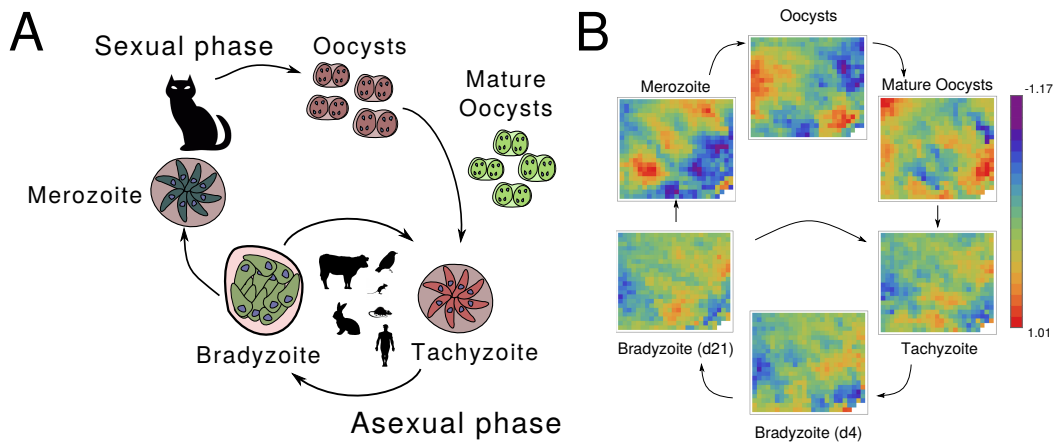 A
Sexual phase
Oocysts
Mature
Oocysts
Merozoite
Bradyzoite
Tachyzoite
Asexual phase
B
Oocysts
Merozoite
Mature Oocysts
-1.17
1.01
Bradyzoite (d21)
Tachyzoite
Bradyzoite (d4)